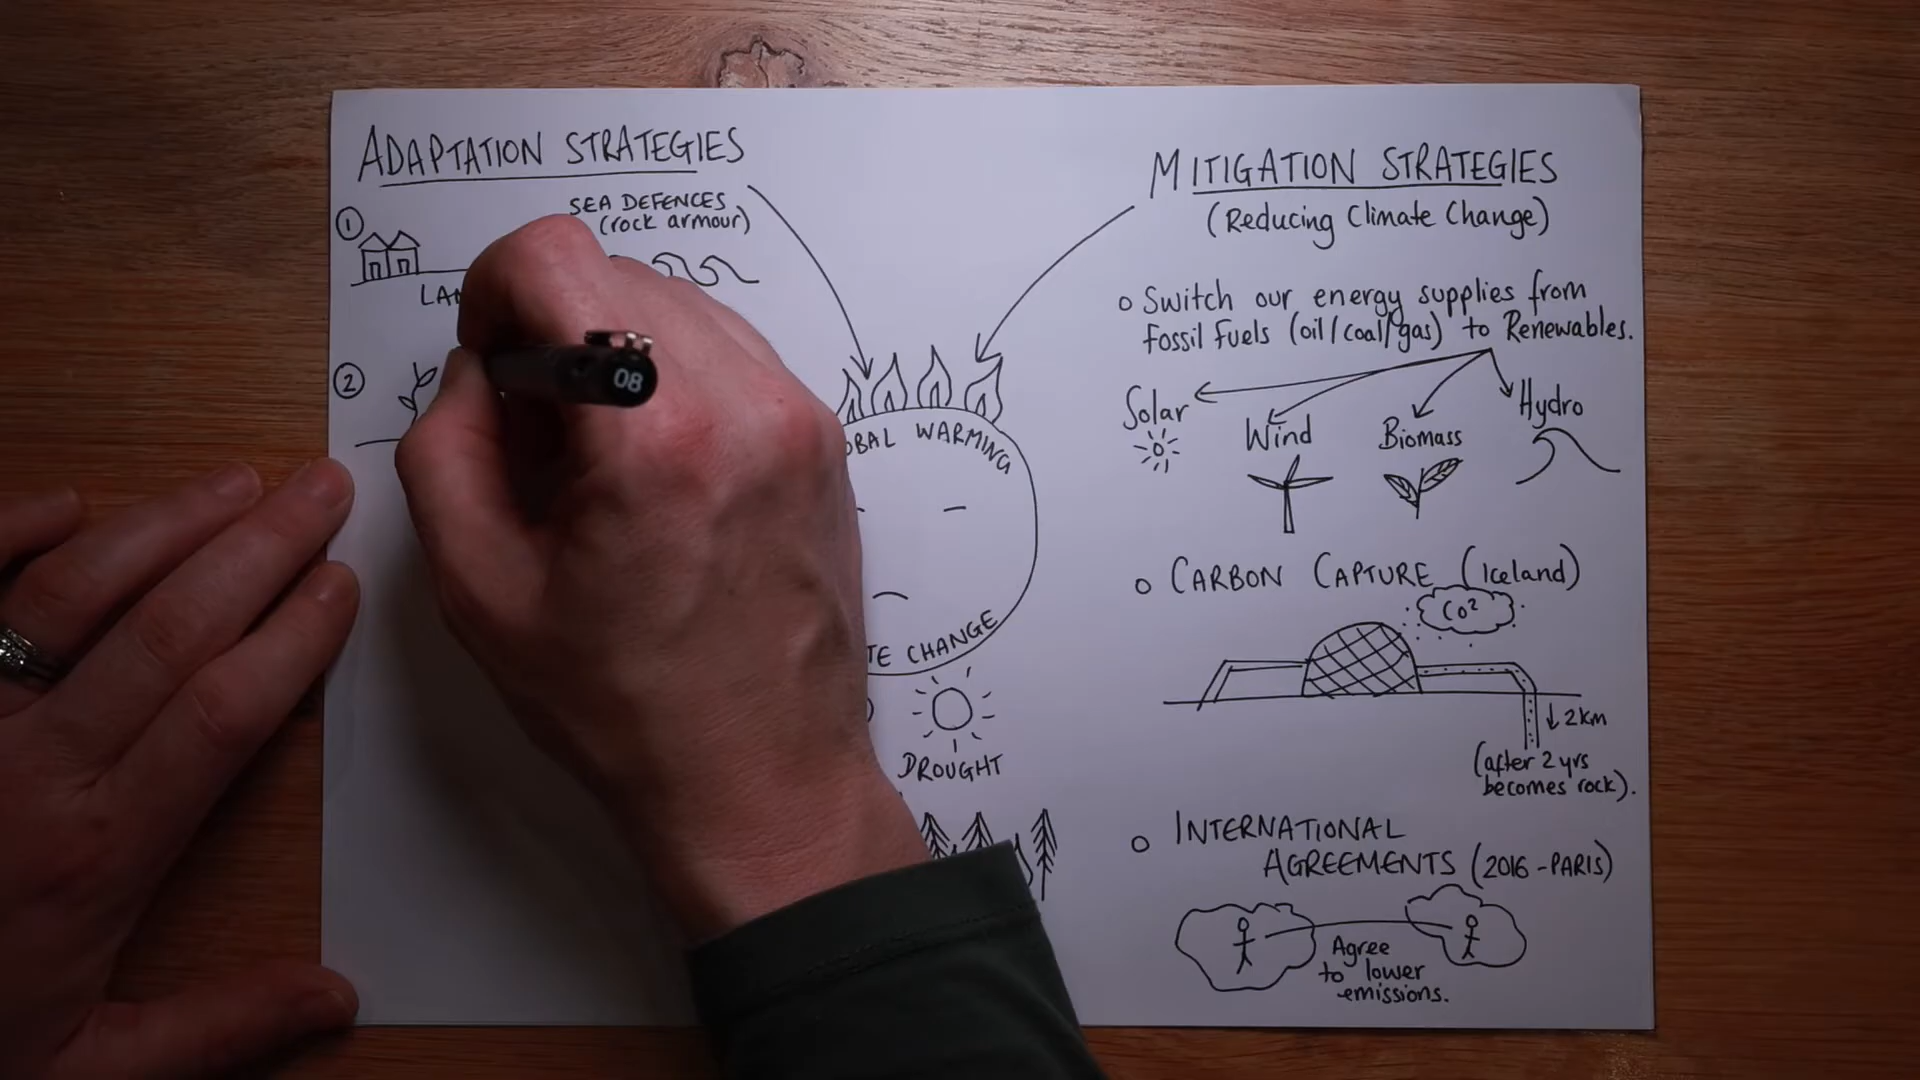 ADAPTATION STRATEGIES
①
SEA DEFENCES
(rock armour)
②
08
WARMING
CHANGE
DROUGHT
MITIGATION STRATEGIES
(Reducing Climate Change)
o Switch our energy supplies from
Fossil Fuels (oil/coal/gas) to Renewables.
Solar
Wind
Biomass
Hydro
o CARBON CAPTURE (Iceland)
CO²
↓ 2km
(after 2 yrs
becomes rock).
o INTERNATIONAL
AGREEMENTS (2016 - PARIS)
Agree
to lower
emissions.